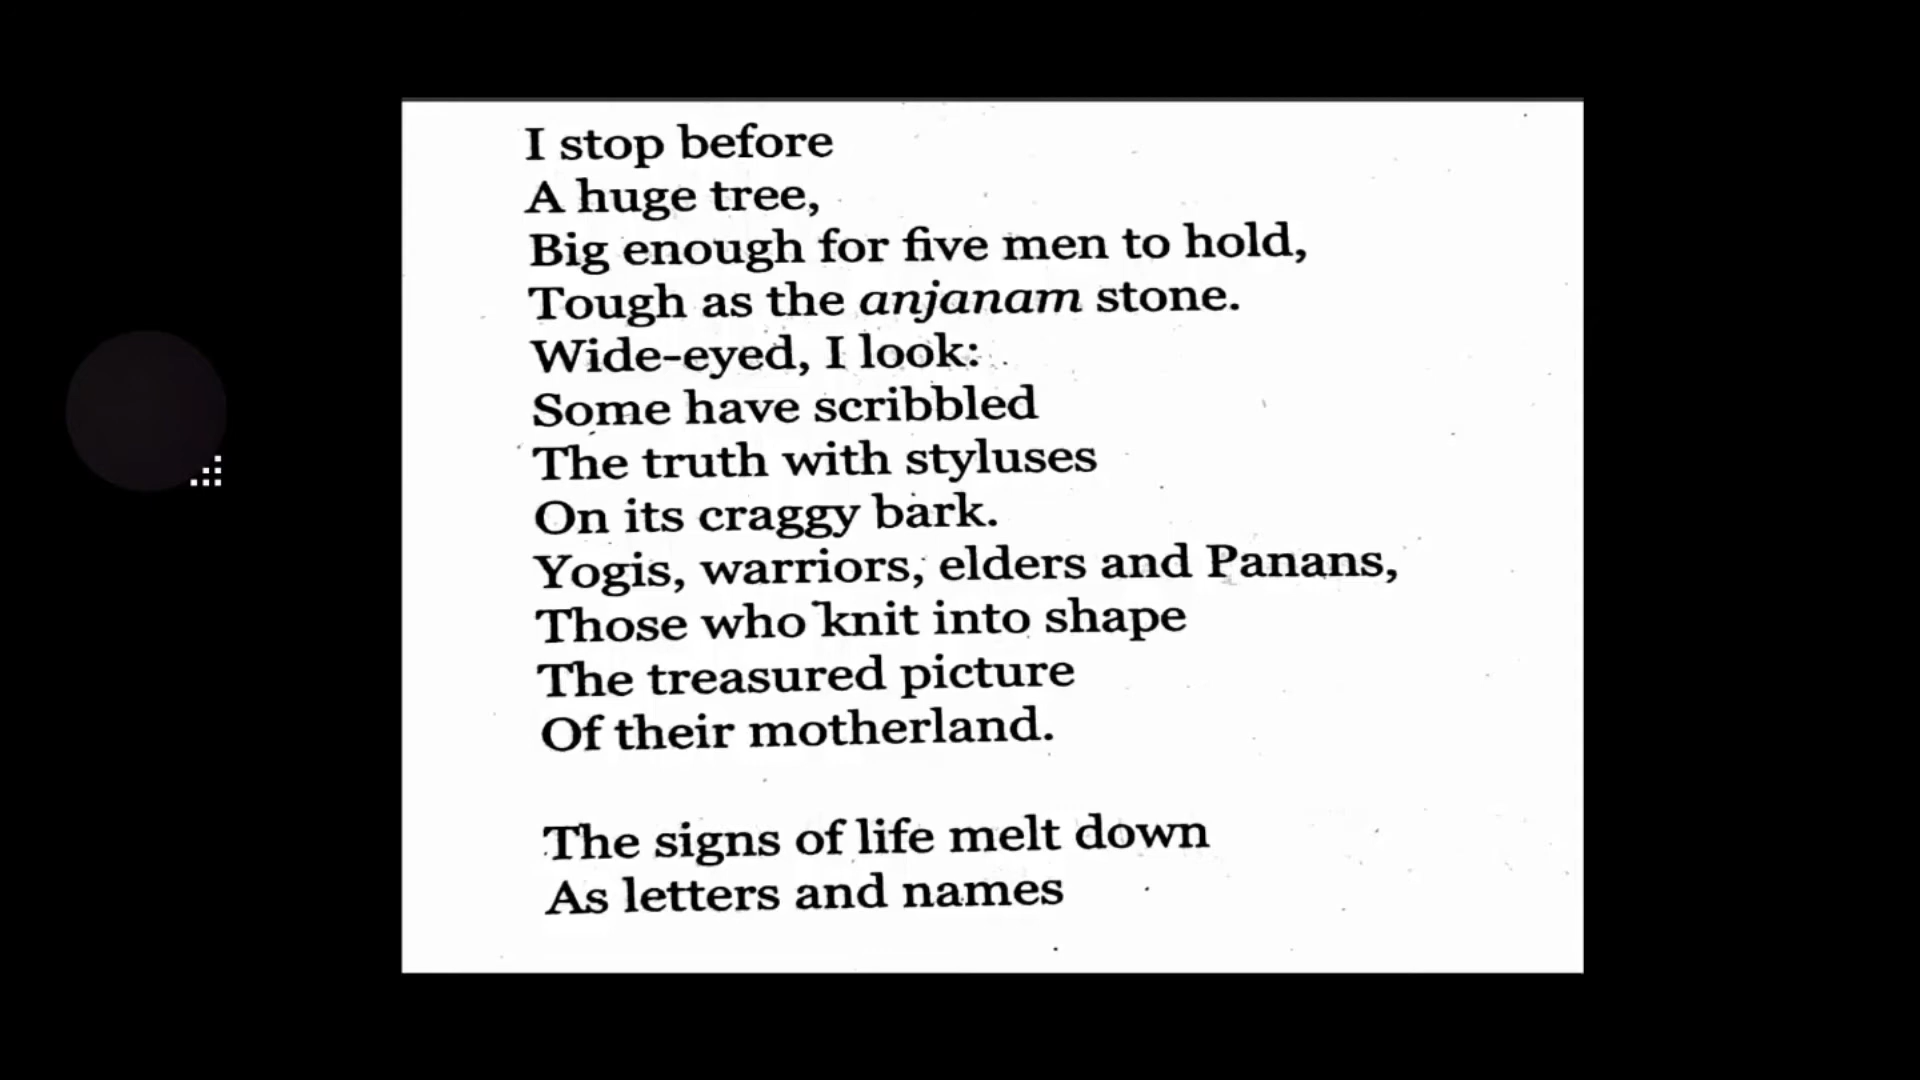 I stop before
A huge tree,
Big enough for five men to hold,
Tough as the anjanam stone.
Wide-eyed, I look:
Some have scribbled
The truth with styluses
On its craggy bark.
Yogis, warriors, elders and Panans,
Those who knit into shape
The treasured picture
Of their motherland.
The signs of life melt down
As letters and names